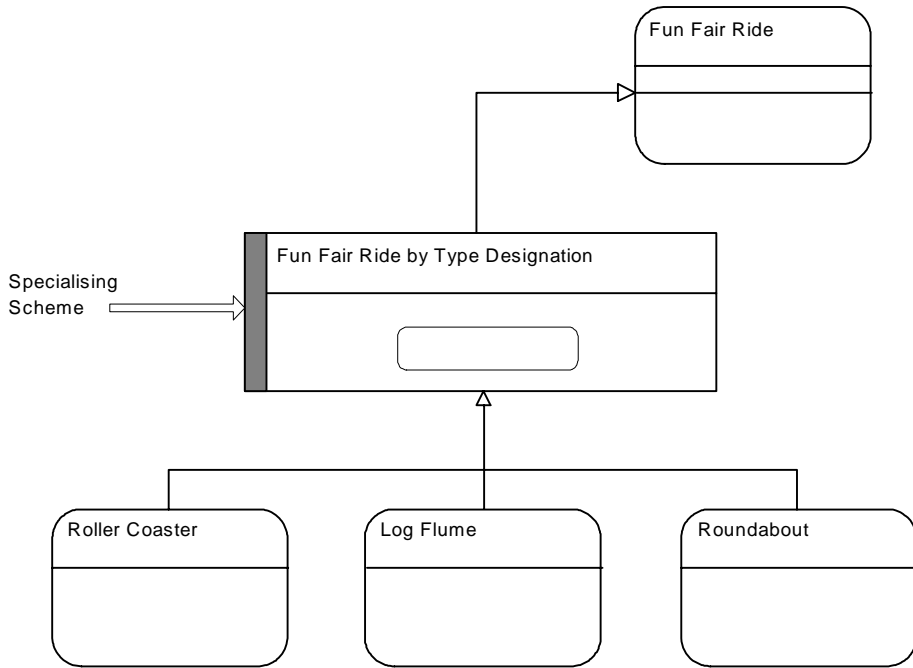 Fun Fair Ride
Fun Fair Ride by Type Designation
Specialising
Scheme
Roller Coaster
Log Flume
Roundabout